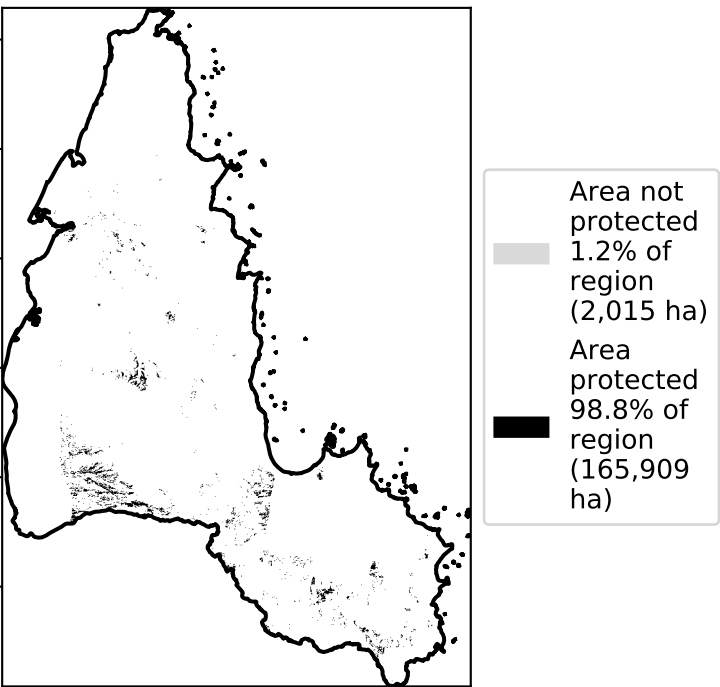 Area not
protected
1.2% of
region
(2,015 ha)
Area
protected
98.8% of
region
(165,909
ha)